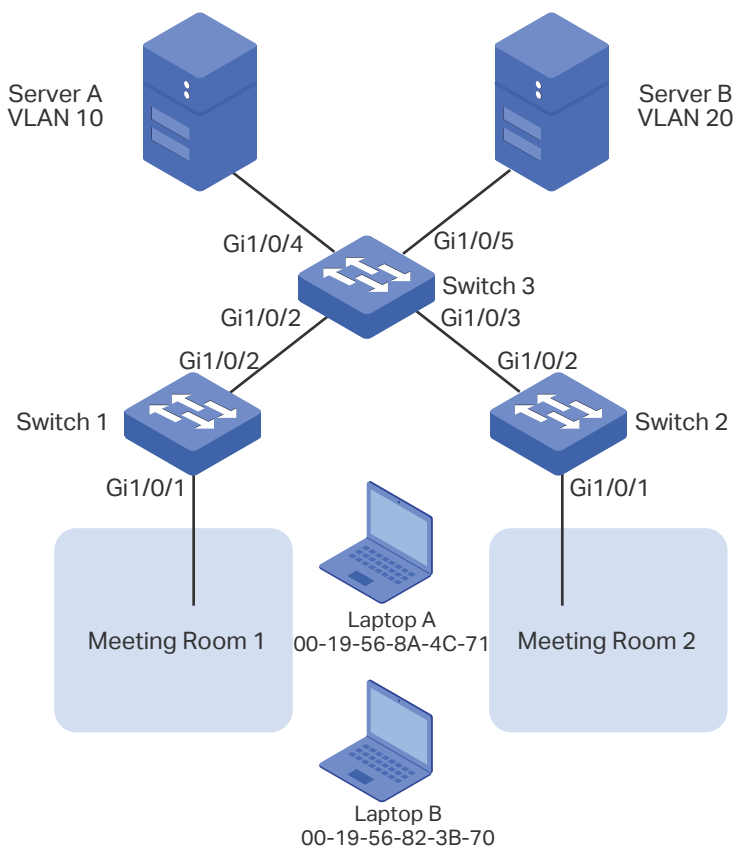 Server A
VLAN 10
Server B
VLAN 20
Gi1/0/4
Gi1/0/5
Switch 3
Gi1/0/2
Gi1/0/3
Gi1/0/2
Gi1/0/2
Switch 1
Switch 2
Gi1/0/1
Gi1/0/1
Laptop A
00-19-56-8A-4C-71
Meeting Room 1
Meeting Room 2
Laptop B
00-19-56-82-3B-70